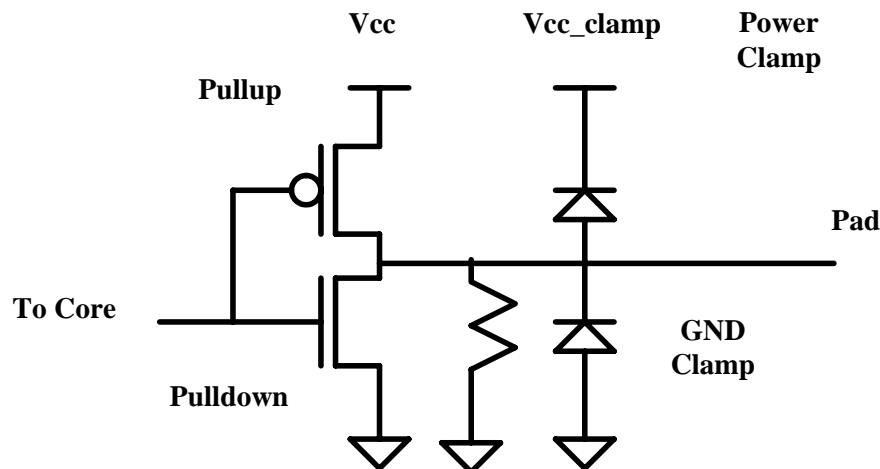 Vcc
Vcc_clamp
Power
Clamp
Pullup
Pad
To Core
GND
Clamp
Pulldown